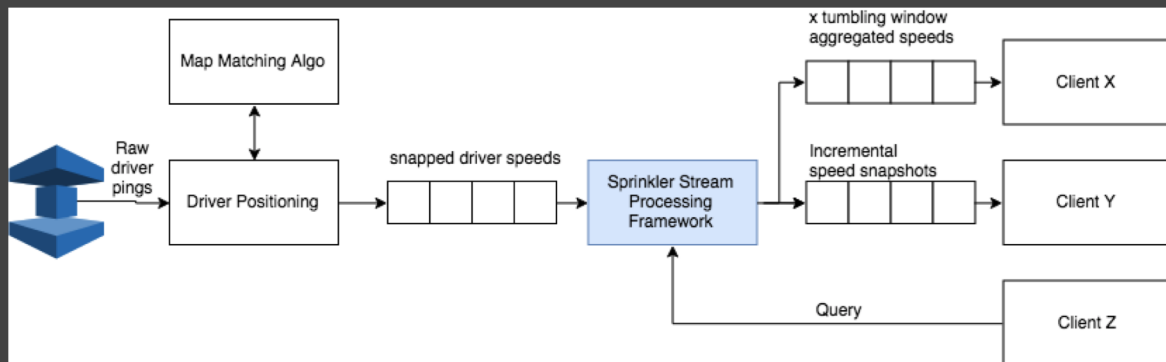 x tumbling window
aggregated speeds
Map Matching Algo
Client X
Raw
driver
pings
Driver Positioning
snapped driver speeds
Sprinkler Stream
Processing
Framework
Incremental
speed snapshots
Client Y
Query
Client Z